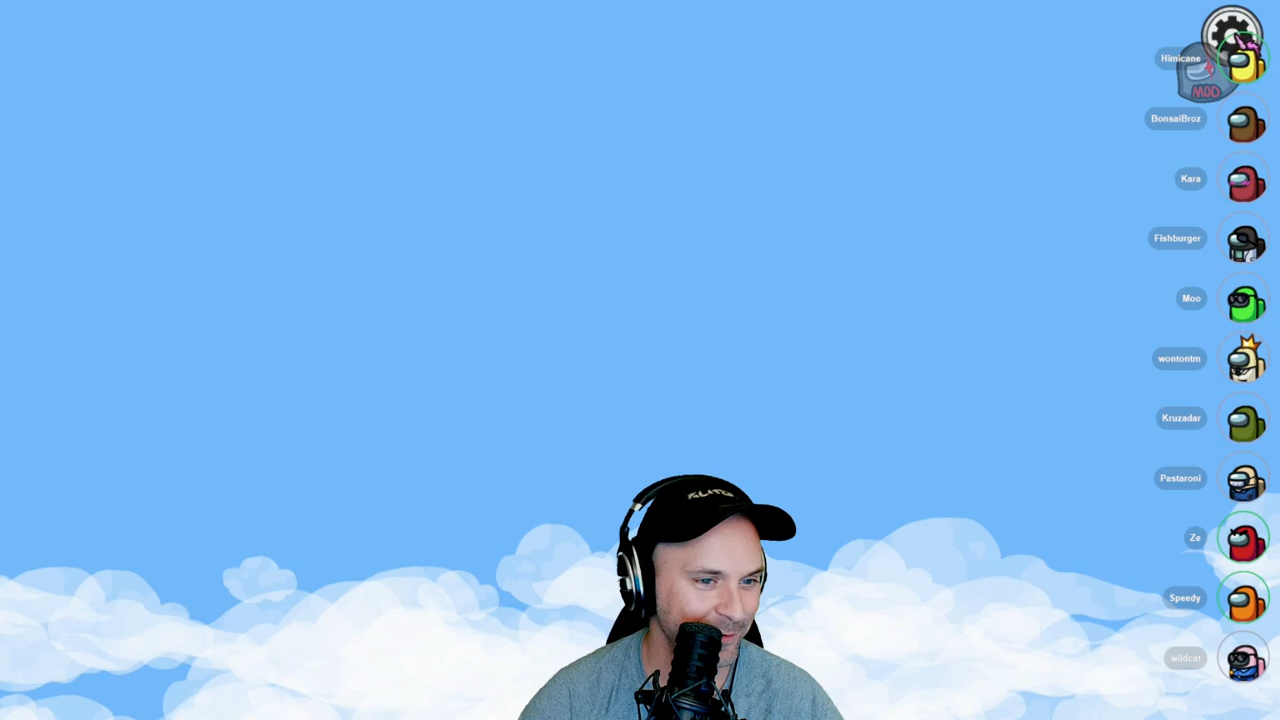 Himicane
MOD
BonsaiBroz
Kara
Fishburger
Moo
wontontm
Kruzadar
Pastaroni
Ze
Speedy
wildcat